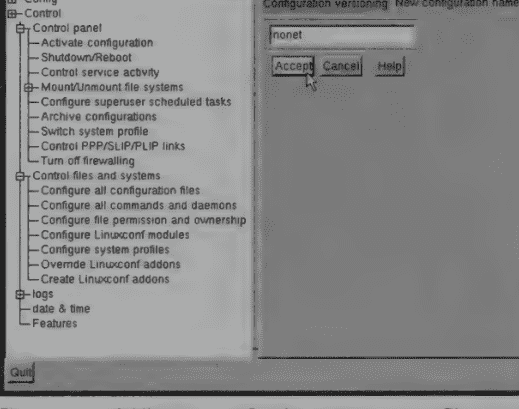 Config
Control
Control panel
Activate configuration
Shutdown/Reboot
Control service activity
Mount/Unmount file systems
Configure superuser scheduled tasks
Archive configurations
Switch system profile
Control PPP/SLIP/PLIP links
Turn off firewalling
Control files and systems
Configure all configuration files
Configure all commands and daemons
Configure file permission and ownership
Configure Linuxconf modules
Configure system profiles
Override Linuxconf addons
Create Linuxconf addons
logs
date & time
Features
Quit
Configuration versioning New configuration name
nonet
Accept Cancel Help